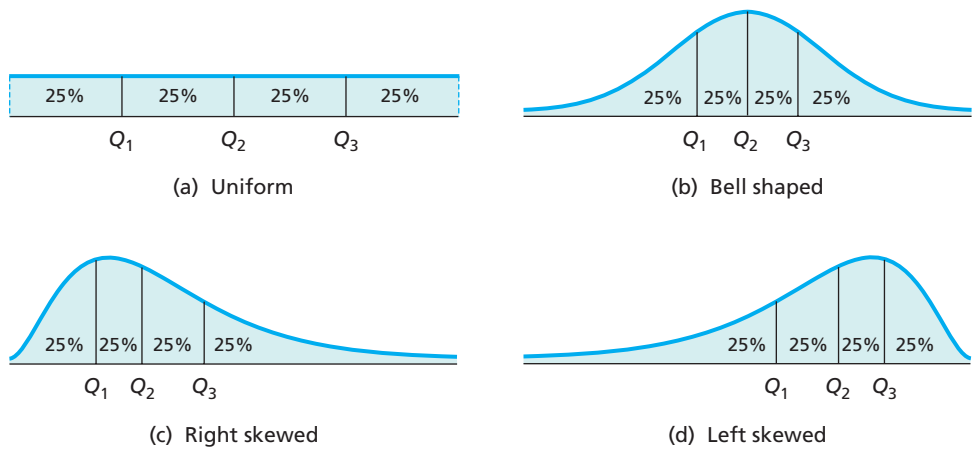 25% 25% 25% 25%
Q1 Q2 Q3
(a) Uniform
25% 25% 25% 25%
Q1 Q2 Q3
(b) Bell shaped
25% 25% 25% 25%
Q1 Q2 Q3
(c) Right skewed
25% 25% 25% 25%
Q1 Q2 Q3
(d) Left skewed